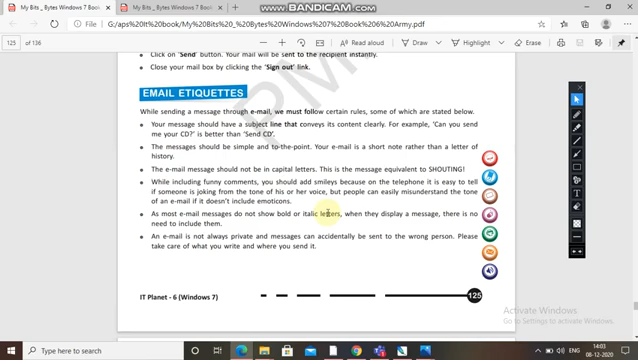 WWW.BANDICAM.COM
My Bits _ Bytes Windows 7 Book
My Bits _ Bytes Windows 7 Book
File
G:/aps%20It%20book/My%20Bits%20_%20Bytes%20Windows%207%20Book%206%20Army.pdf
125 of 136
Read aloud
Draw
Highlight
Erase
Click on 'Send' button. Your mail will be sent to the recipient instantly.
Close your mail box by clicking the 'Sign out' link.
EMAIL ETIQUETTES
While sending a message through e-mail, we must follow certain rules, some of which are stated below.
Your message should have a subject line that conveys its content clearly. For example, 'Can you send
me your CD?' is better than 'Send CD'.
The messages should be simple and to-the-point. Your e-mail is a short note rather than a letter of
history.
The e-mail message should not be in capital letters. This is the message equivalent to SHOUTING!
While including funny comments, you should add smileys because on the telephone it is easy to tell
if someone is joking from the tone of his or her voice, but people can easily misunderstand the tone
of an e-mail if it doesn't include emoticons.
As most e-mail messages do not show bold or italic letters, when they display a message, there is no
need to include them.
An e-mail is not always private and messages can accidentally be sent to the wrong person. Please
take care of what you write and where you send it.
IT Planet - 6 (Windows 7)
125
Activate Windows
Go to Settings to activate Windows.
Type here to search
ENG
14:03
08-12-2020